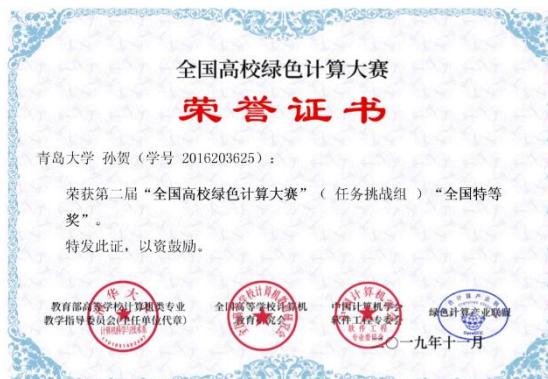 全国高校绿色计算大赛
荣誉证书
青岛大学 孙贺（学号 2016203625）：
荣获第二届“全国高校绿色计算大赛”（ 任务挑战组 ）“全国特等
奖”。
特发此证，以资鼓励。
教育部高等学校计算机类专业
教学指导委员会(主任单位代章)
全国高等学校计算机
教育研究会
中国计算机学会
软件工程专委会
绿色计算产业联盟
二〇一九年十一月